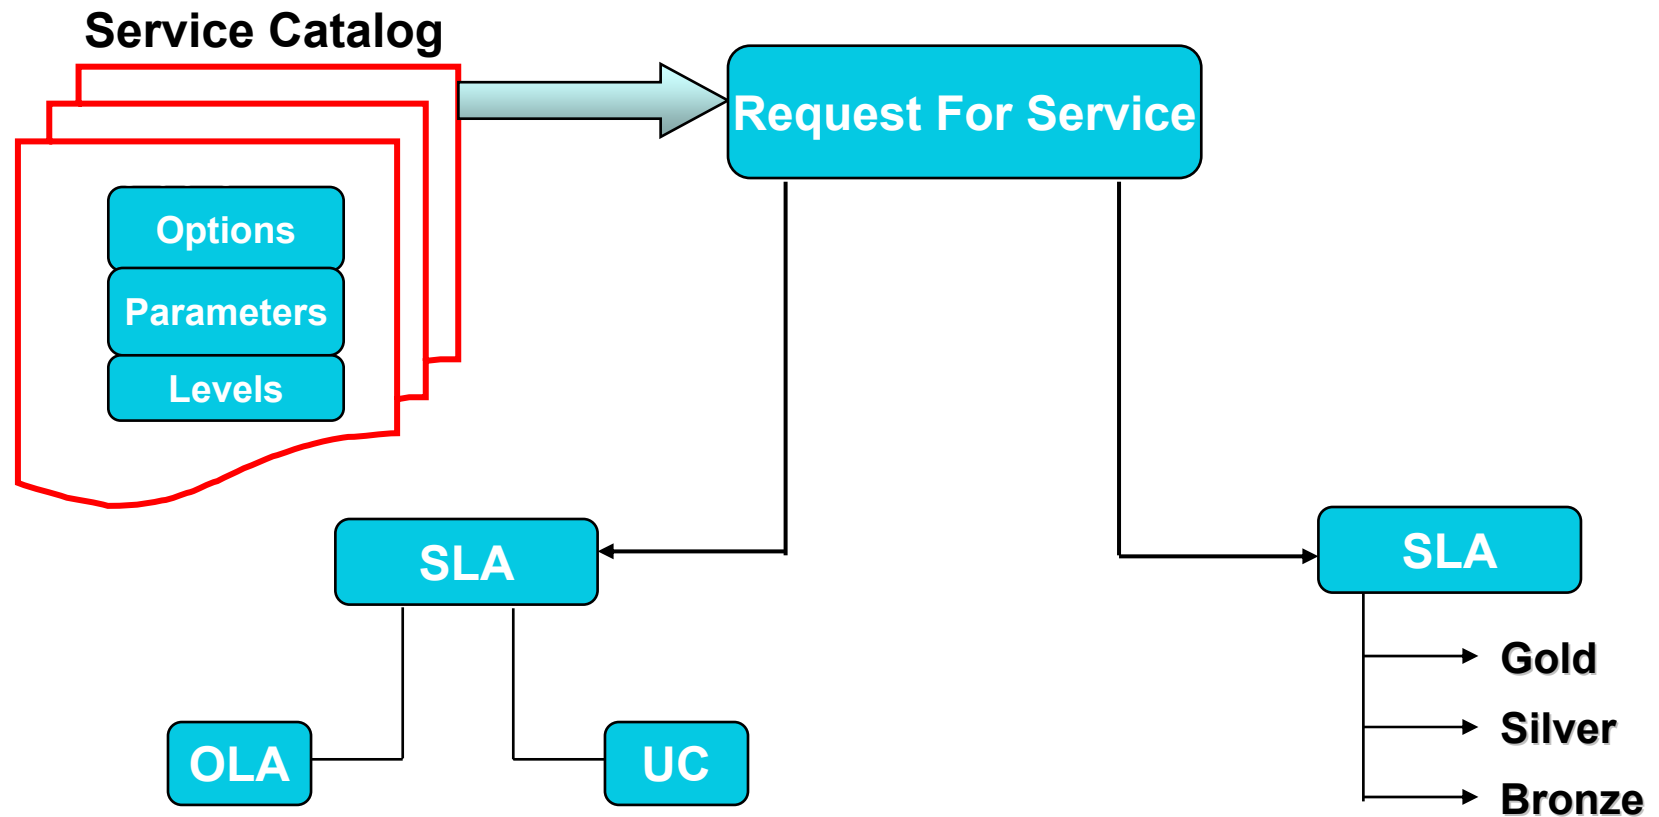 Service Catalog
Request For Service
Options
Parameters
Levels
SLA
SLA
OLA
UC
Gold
Silver
Bronze